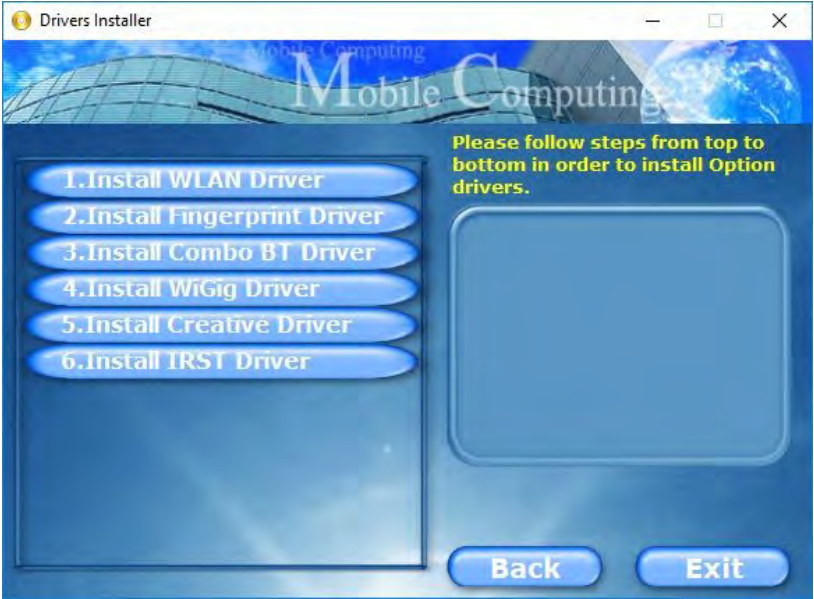 Drivers Installer
Mobile Computing
Mobile Computing
Please follow steps from top to
bottom in order to install Option
drivers.
1.Install WLAN Driver
2.Install Fingerprint Driver
3.Install Combo BT Driver
4.Install WiGig Driver
5.Install Creative Driver
6.Install IRST Driver
Back
Exit